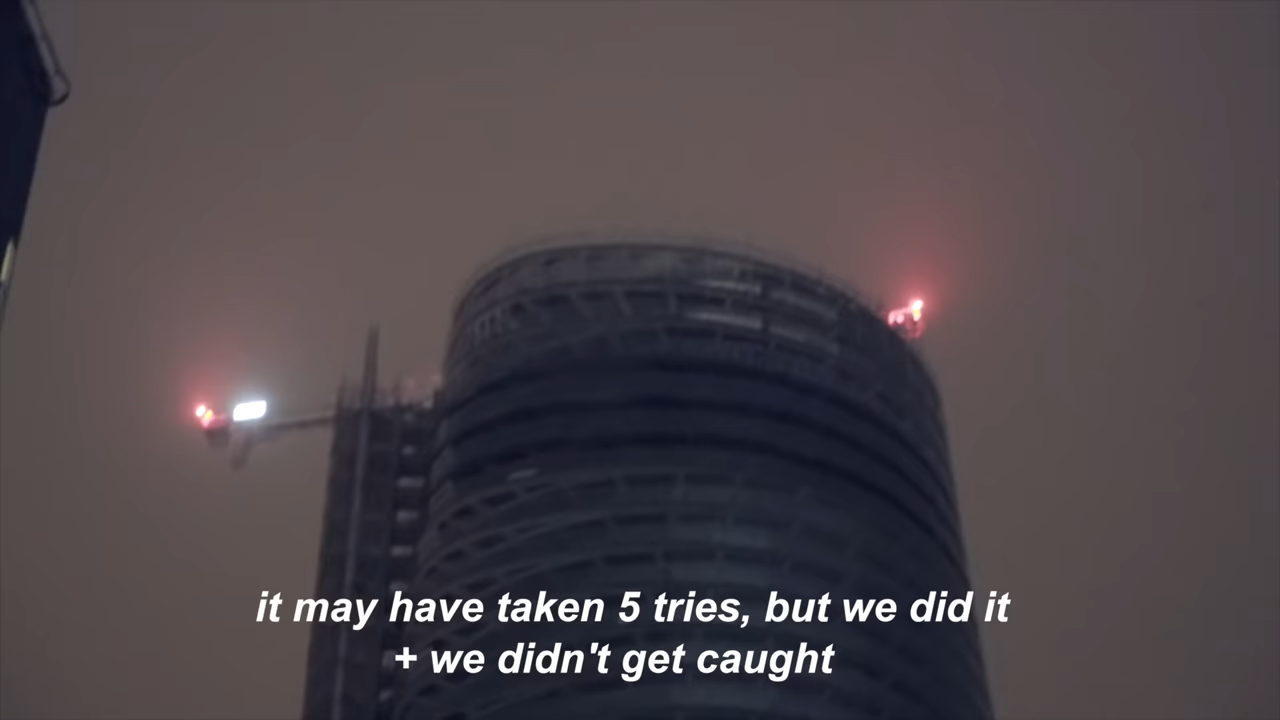 it may have taken 5 tries, but we did it
+ we didn't get caught